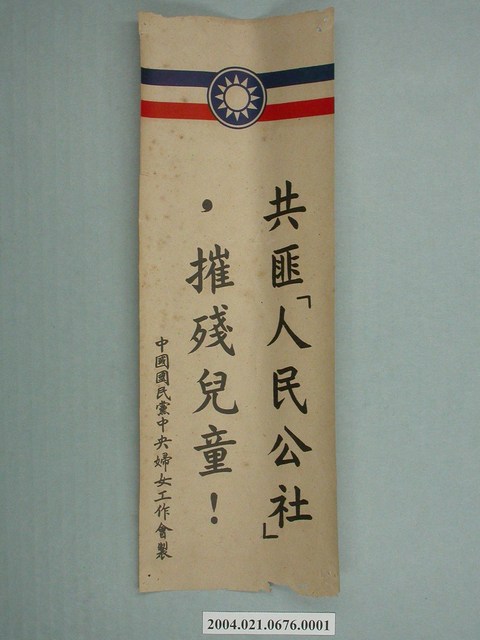 共匪「人民公社」
，摧殘兒童！
中國國民黨中央婦女工作會製
2004.021.0676.0001